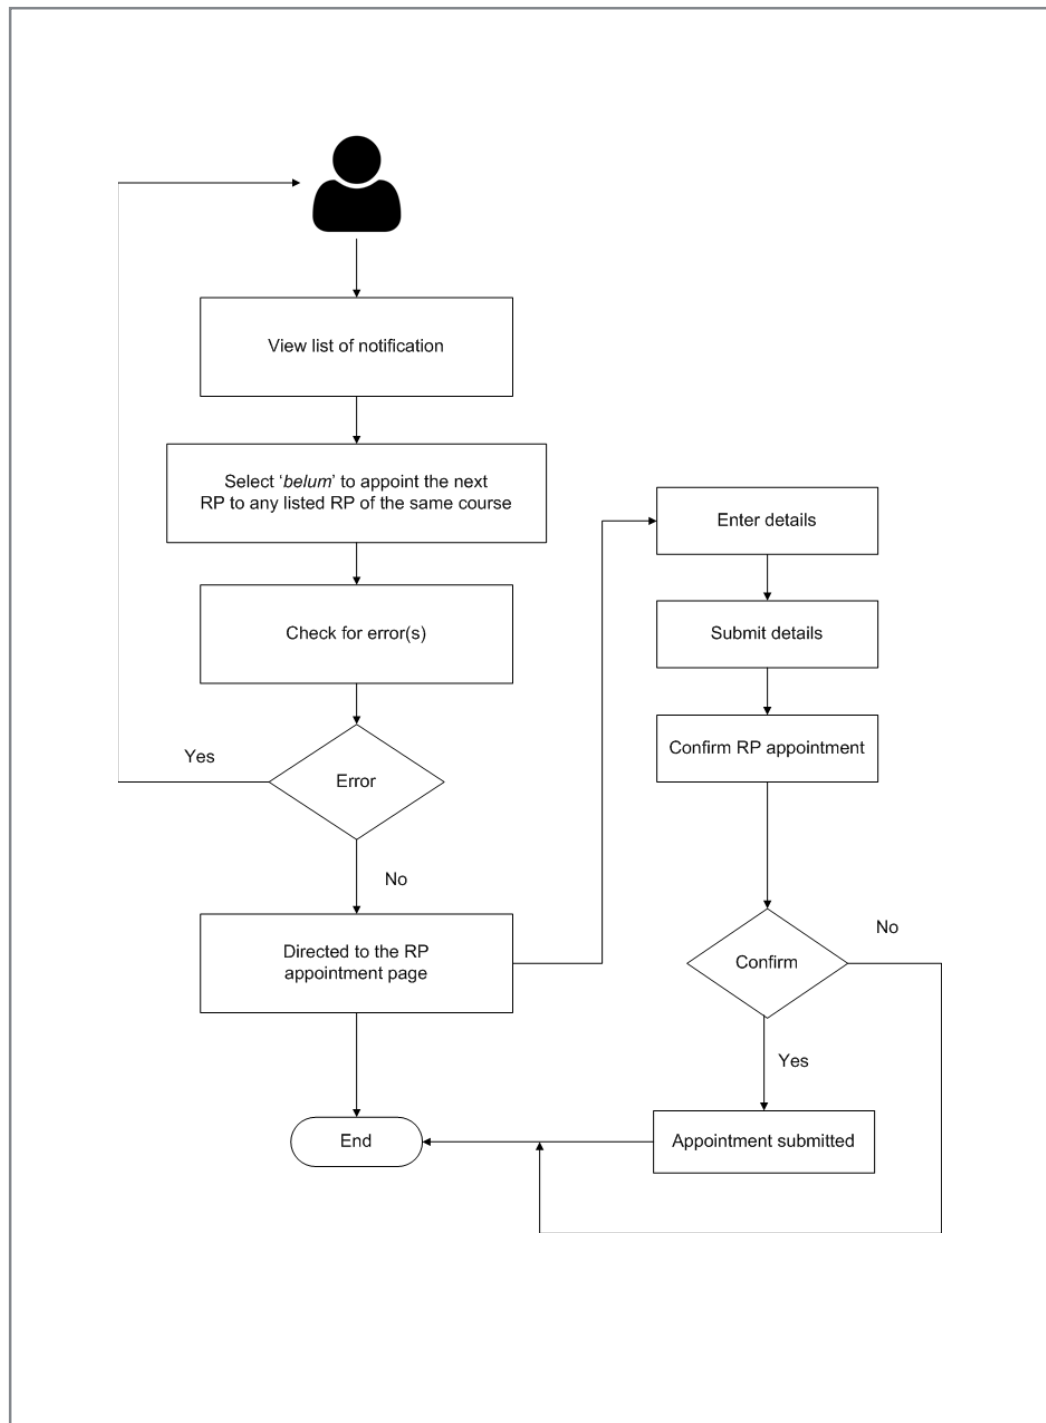 View list of notification
Select ‘belum’ to appoint the next
RP to any listed RP of the same course
Check for error(s)
Yes
Error
No
Directed to the RP
appointment page
End
Enter details
Submit details
Confirm RP appointment
Confirm
No
Yes
Appointment submitted